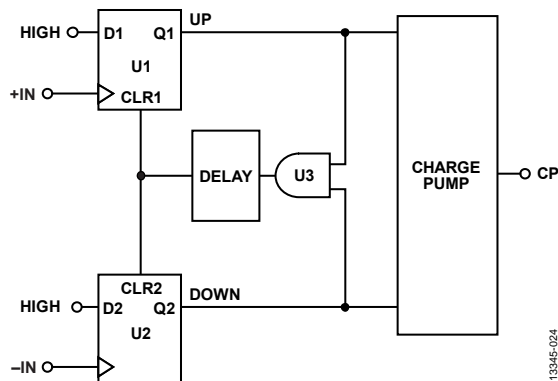 HIGH D1 Q1 UP
U1
+IN CLR1
DELAY U3 CHARGE
PUMP CP
CLR2
HIGH D2 Q2 DOWN
U2
–IN
13345-024